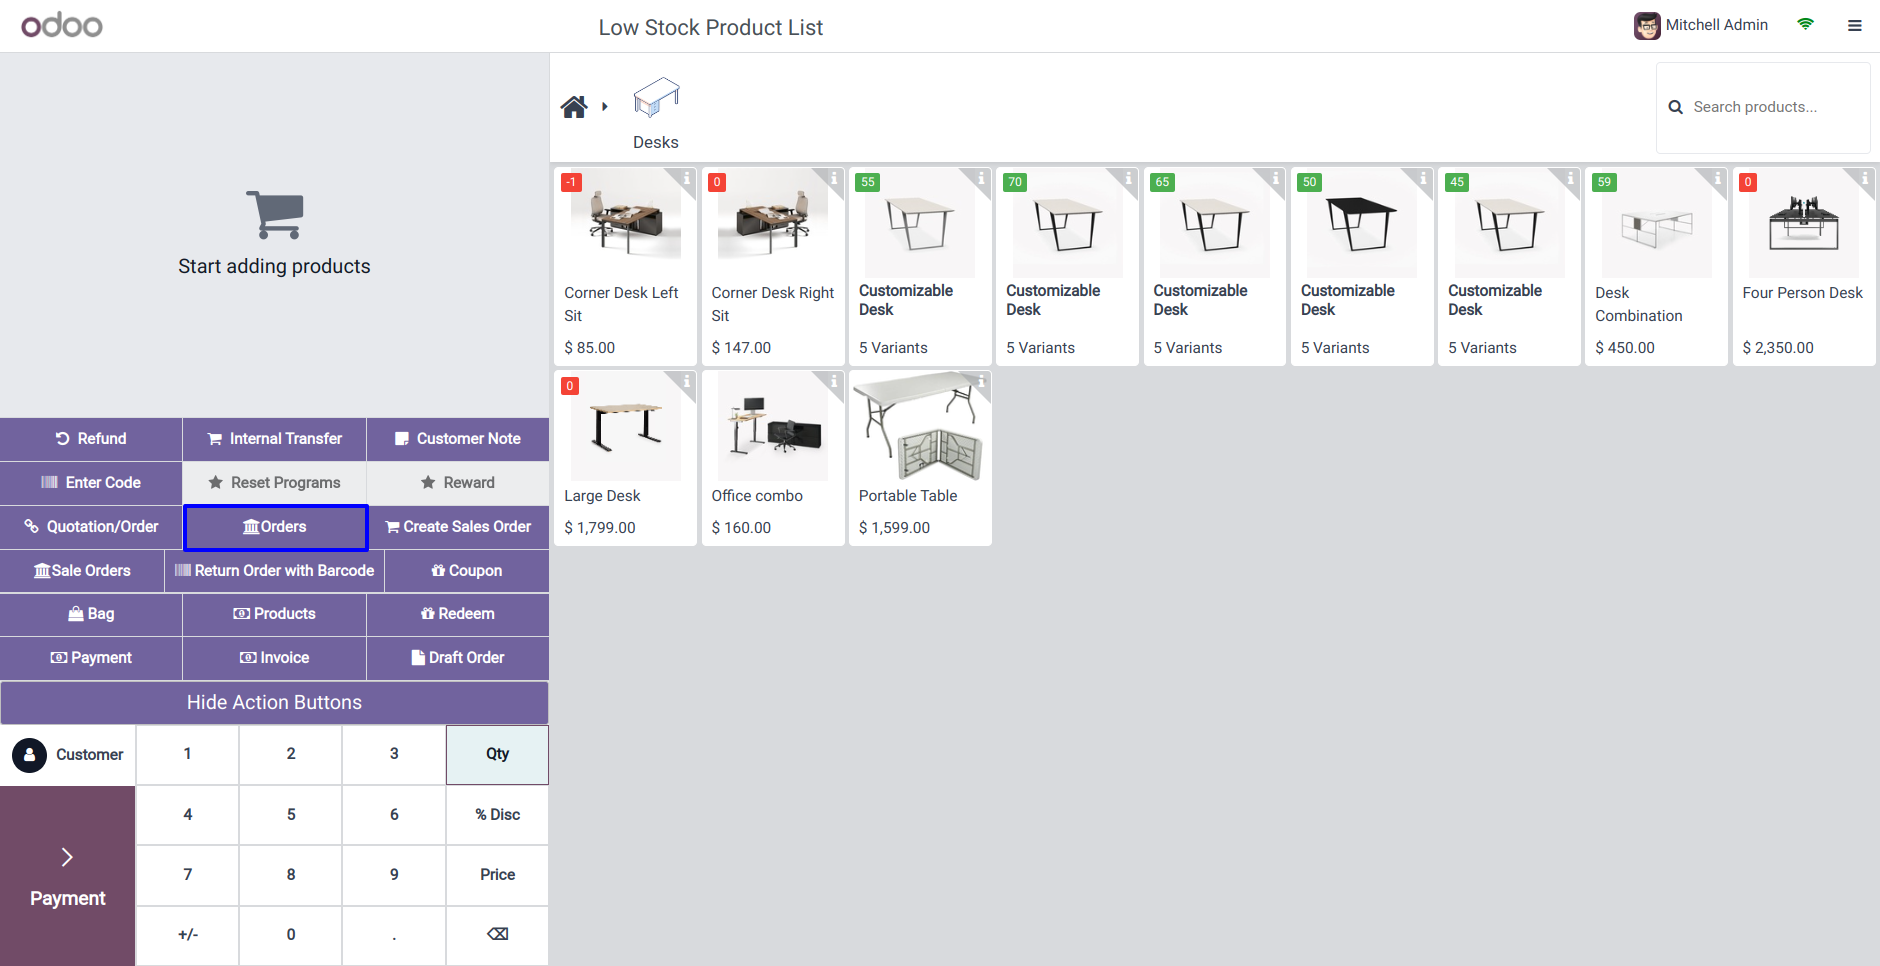 odoo
Low Stock Product List
Mitchell Admin
Desks
Search products...
Start adding products
-1
Corner Desk Left
Sit
$ 85.00
0
Corner Desk Right
Sit
$ 147.00
55
Customizable
Desk
5 Variants
70
Customizable
Desk
5 Variants
65
Customizable
Desk
5 Variants
50
Customizable
Desk
5 Variants
45
Customizable
Desk
5 Variants
59
Desk
Combination
$ 450.00
0
Four Person Desk
$ 2,350.00
0
Large Desk
$ 1,799.00
Office combo
$ 160.00
Portable Table
$ 1,599.00
Refund
Internal Transfer
Customer Note
Enter Code
Reset Programs
Reward
Quotation/Order
Orders
Create Sales Order
Sale Orders
Return Order with Barcode
Coupon
Bag
Products
Redeem
Payment
Invoice
Draft Order
Hide Action Buttons
Customer
1
2
3
Qty
4
5
6
% Disc
7
8
9
Price
Payment
+/-
0
.